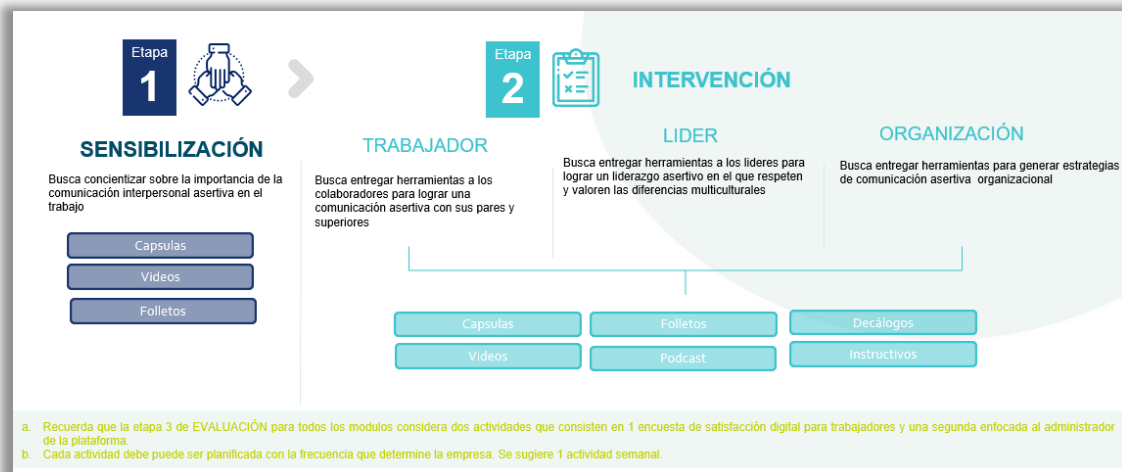 Etapa
1
SENSIBILIZACIÓN
Busca concientizar sobre la importancia de la
comunicación interpersonal asertiva en el
trabajo
Capsulas
Videos
Folletos
Etapa
2
INTERVENCIÓN
TRABAJADOR
Busca entregar herramientas a los
colaboradores para lograr una
comunicación asertiva con sus pares y
superiores
LIDER
Busca entregar herramientas a los lideres para
lograr un liderazgo asertivo en el que respeten
y valoren las diferencias multiculturales
ORGANIZACIÓN
Busca entregar herramientas para generar estrategias
de comunicación asertiva organizacional
Capsulas
Folletos
Decálogos
Videos
Podcast
Instructivos
a. Recuerda que la etapa 3 de EVALUACIÓN para todos los modulos considera dos actividades que consisten en 1 encuesta de satisfacción digital para trabajadores y una segunda enfocada al administrador
de la plataforma.
b. Cada actividad debe puede ser planificada con la frecuencia que determine la empresa. Se sugiere 1 actividad semanal.